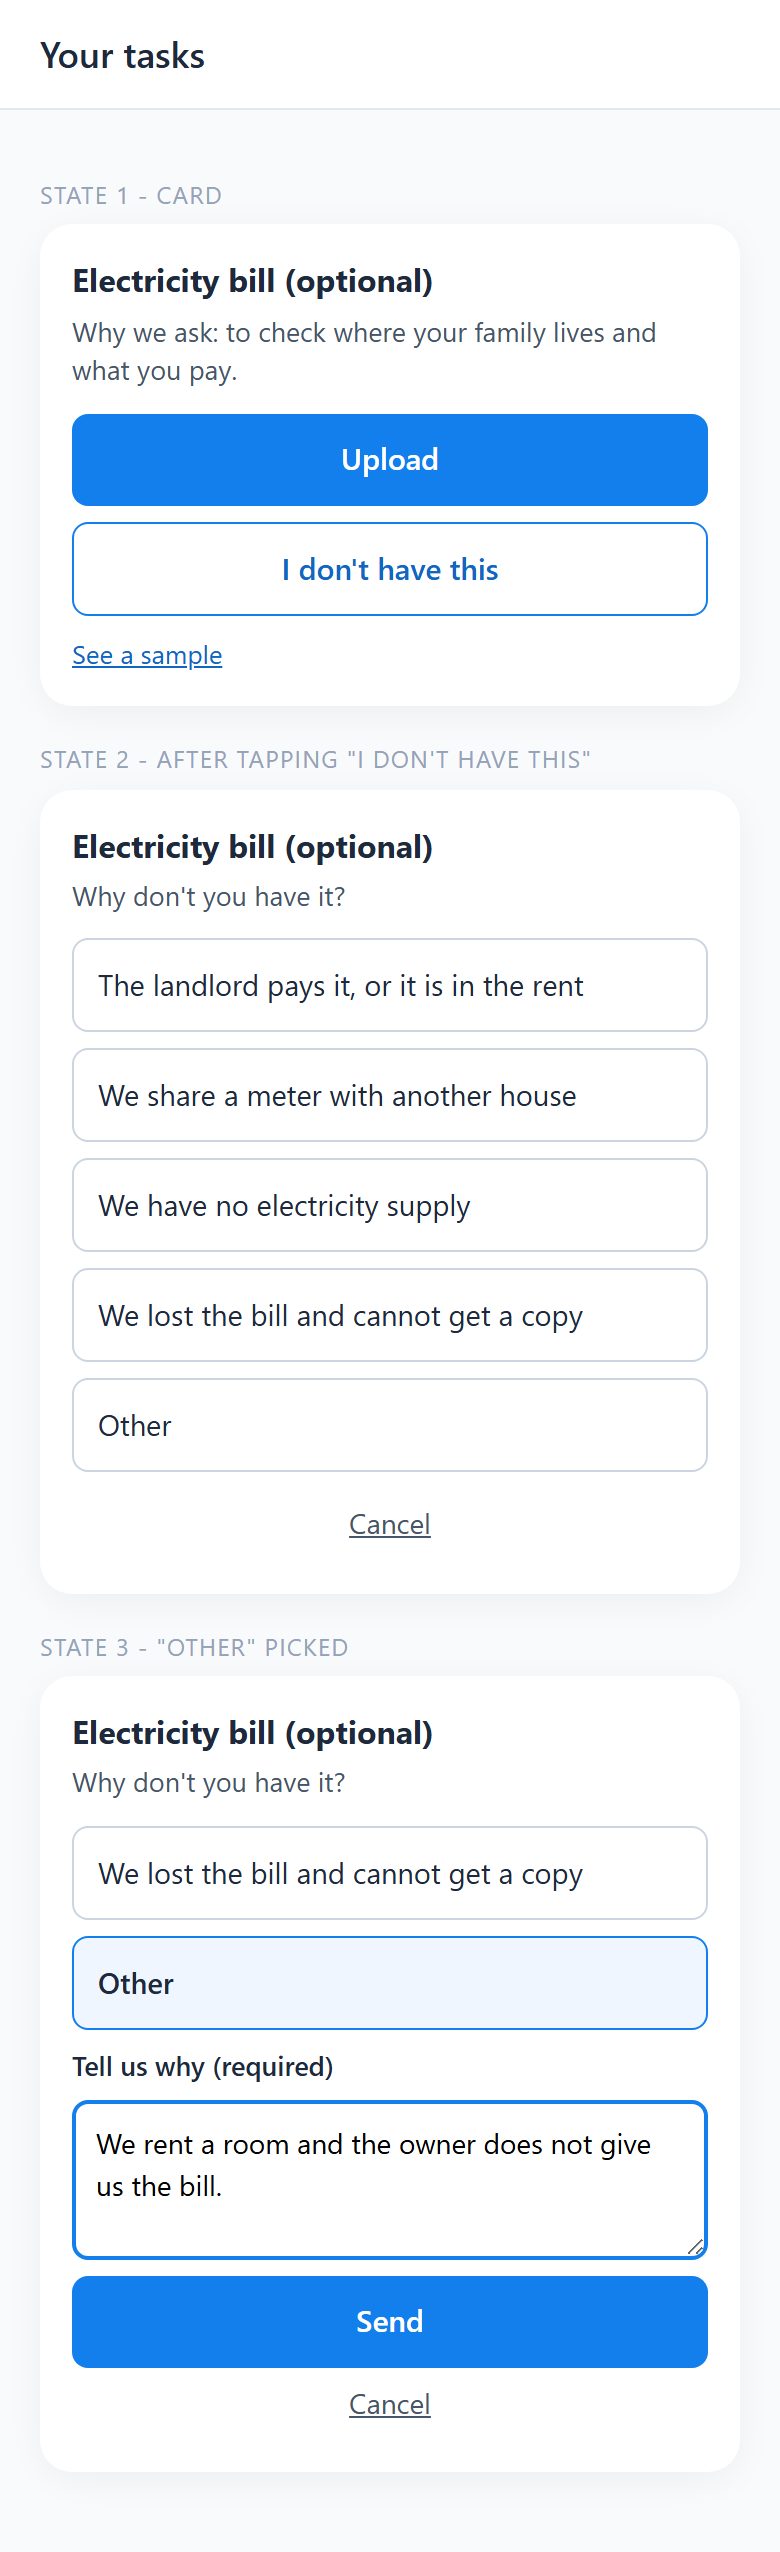 Your tasks
STATE 1 - CARD
Electricity bill (optional)
Why we ask: to check where your family lives and
what you pay.
Upload
I don't have this
See a sample
STATE 2 - AFTER TAPPING "I DON'T HAVE THIS"
Electricity bill (optional)
Why don't you have it?
The landlord pays it, or it is in the rent
We share a meter with another house
We have no electricity supply
We lost the bill and cannot get a copy
Other
Cancel
STATE 3 - "OTHER" PICKED
Electricity bill (optional)
Why don't you have it?
We lost the bill and cannot get a copy
Other
Tell us why (required)
We rent a room and the owner does not give
us the bill.
Send
Cancel